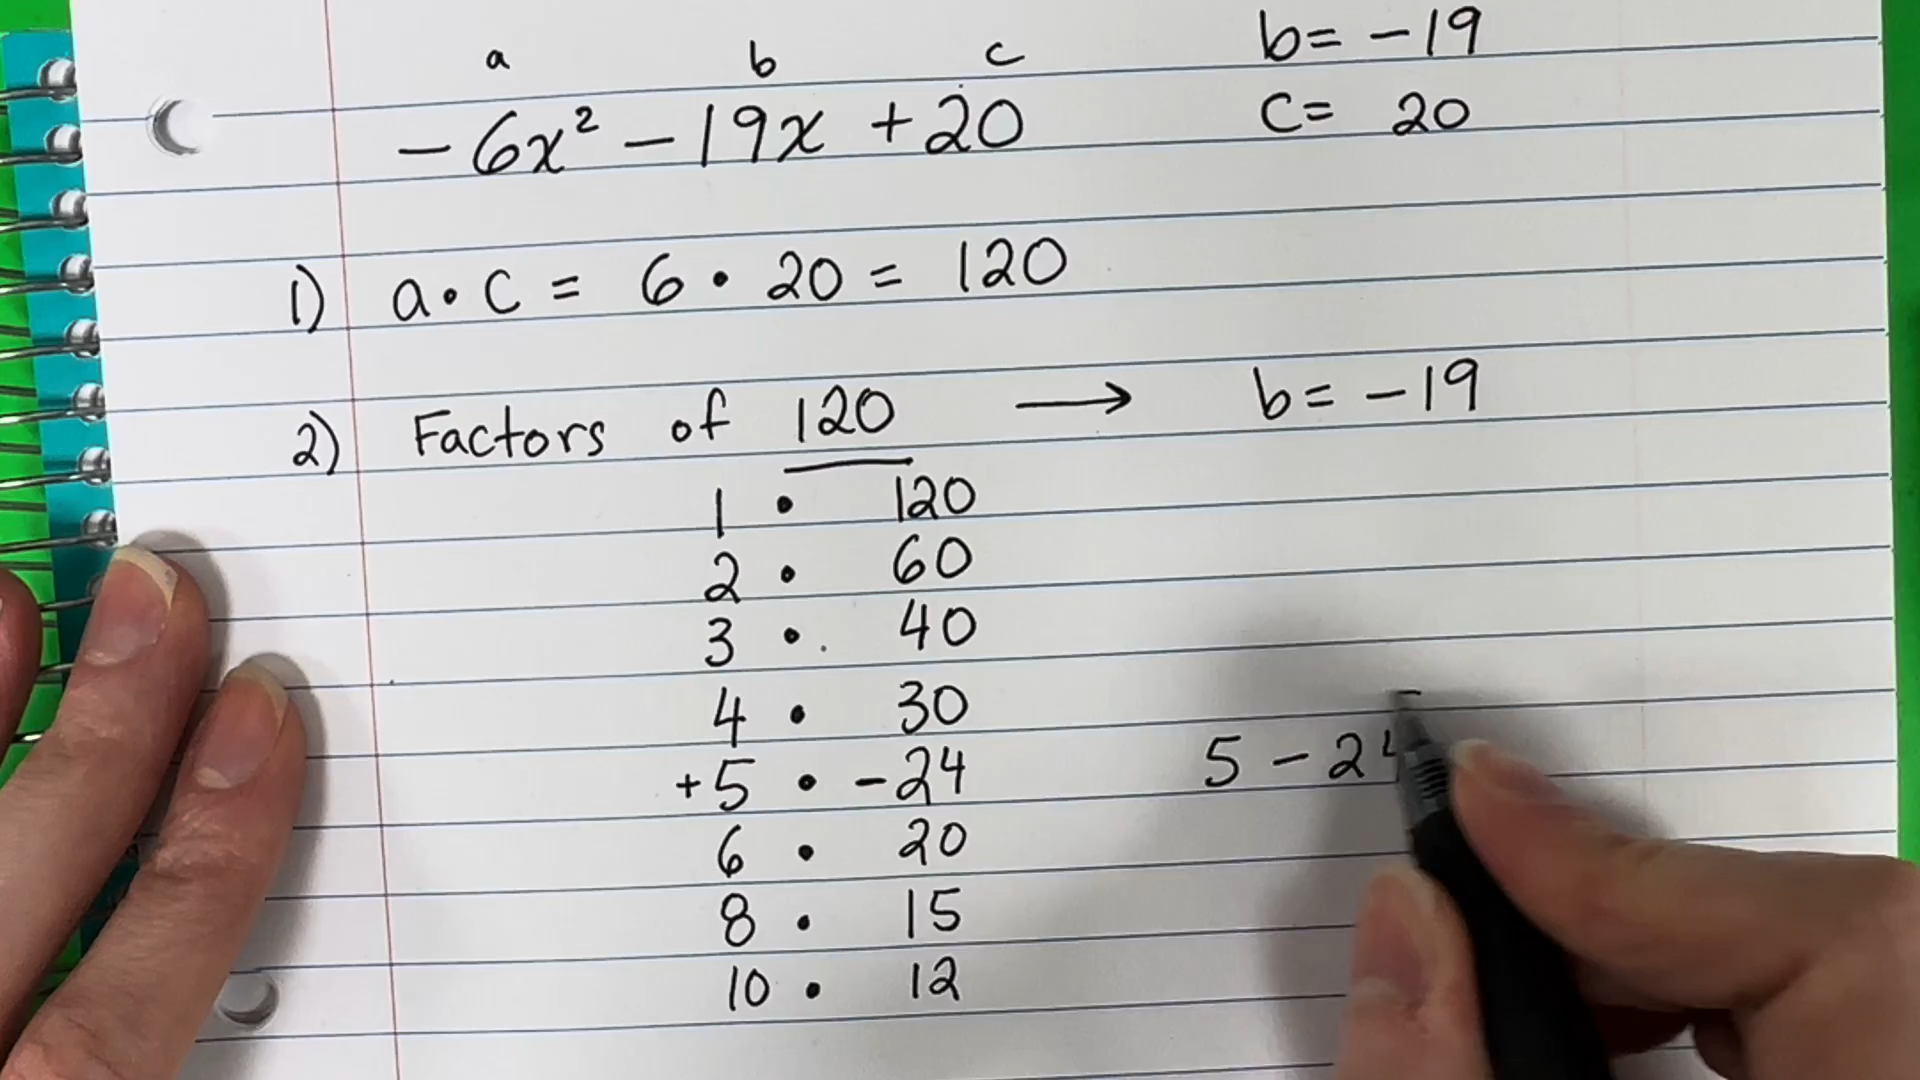 a b c b= -19
-6x² - 19x + 20 c= 20
1) a • c = 6 • 20 = 120
2) Factors of 120 → b= -19
1 • 120
2 • 60
3 • 40
4 • 30
+5 • -24 5 - 24
6 • 20
8 • 15
10 • 12